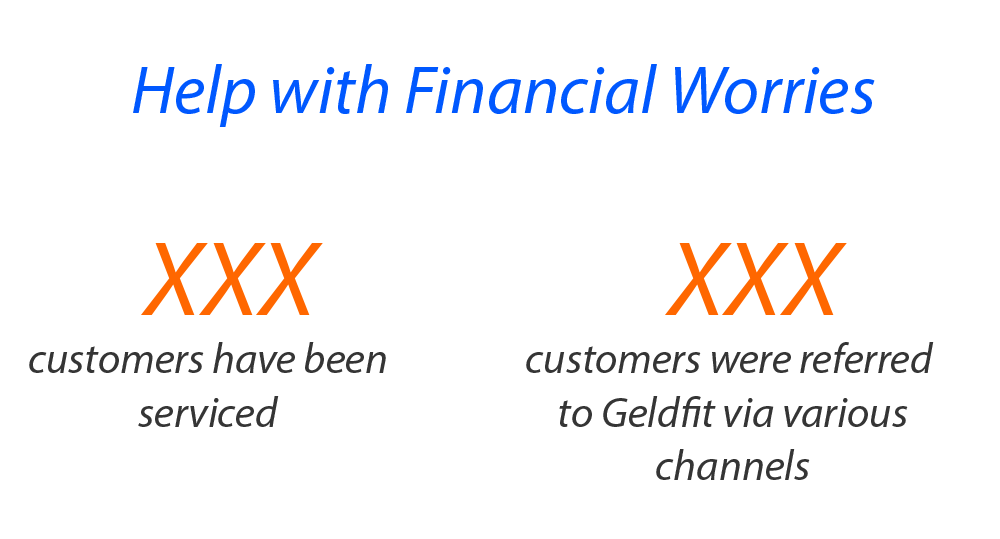 Help with Financial Worries
XXX
customers have been
serviced
XXX
customers were referred
to Geldfit via various
channels